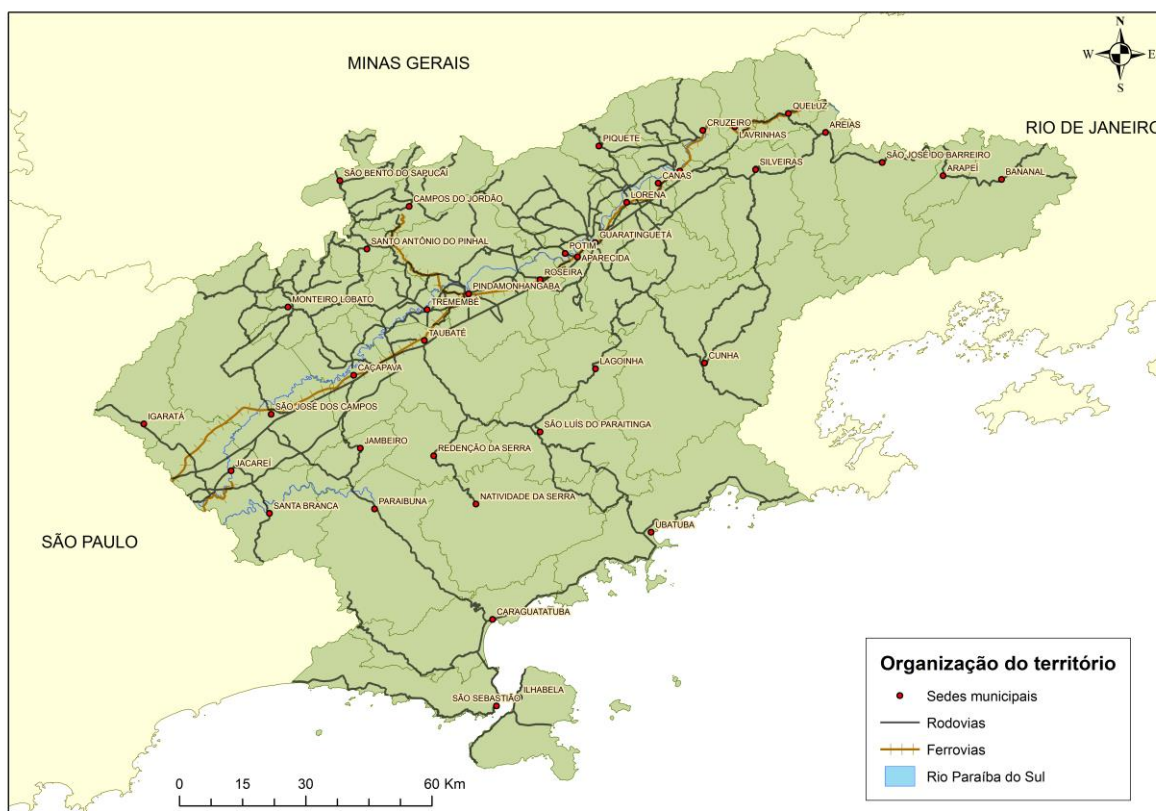 N
W
E
S
MINAS GERAIS
RIO DE JANEIRO
SÃO PAULO
QUELUZ
CRUZEIRO
LAVRINHAS
AREIAS
PIQUETE
SÃO JOSÉ DO BARREIRO
SILVEIRAS
ARAPEÍ
BANANAL
CANAS
SÃO BENTO DO SAPUCAÍ
LORENA
CAMPOS DO JORDÃO
GUARATINGUETÁ
SANTO ANTÔNIO DO PINHAL
POTIM
APARECIDA
ROSEIRA
PINDAMONHANGABA
MONTEIRO LOBATO
TREMEMBÉ
TAUBATÉ
LAGOINHA
CUNHA
CAÇAPAVA
IGARATÁ
SÃO JOSÉ DOS CAMPOS
SÃO LUÍS DO PARAITINGA
JAMBEIRO
REDENÇÃO DA SERRA
JACAREÍ
NATIVIDADE DA SERRA
SANTA BRANCA
PARAIBUNA
UBATUBA
CARAGUATATUBA
ILHABELA
SÃO SEBASTIÃO
Organização do território
Sedes municipais
Rodovias
Ferrovias
Rio Paraíba do Sul
0 15 30 60 Km